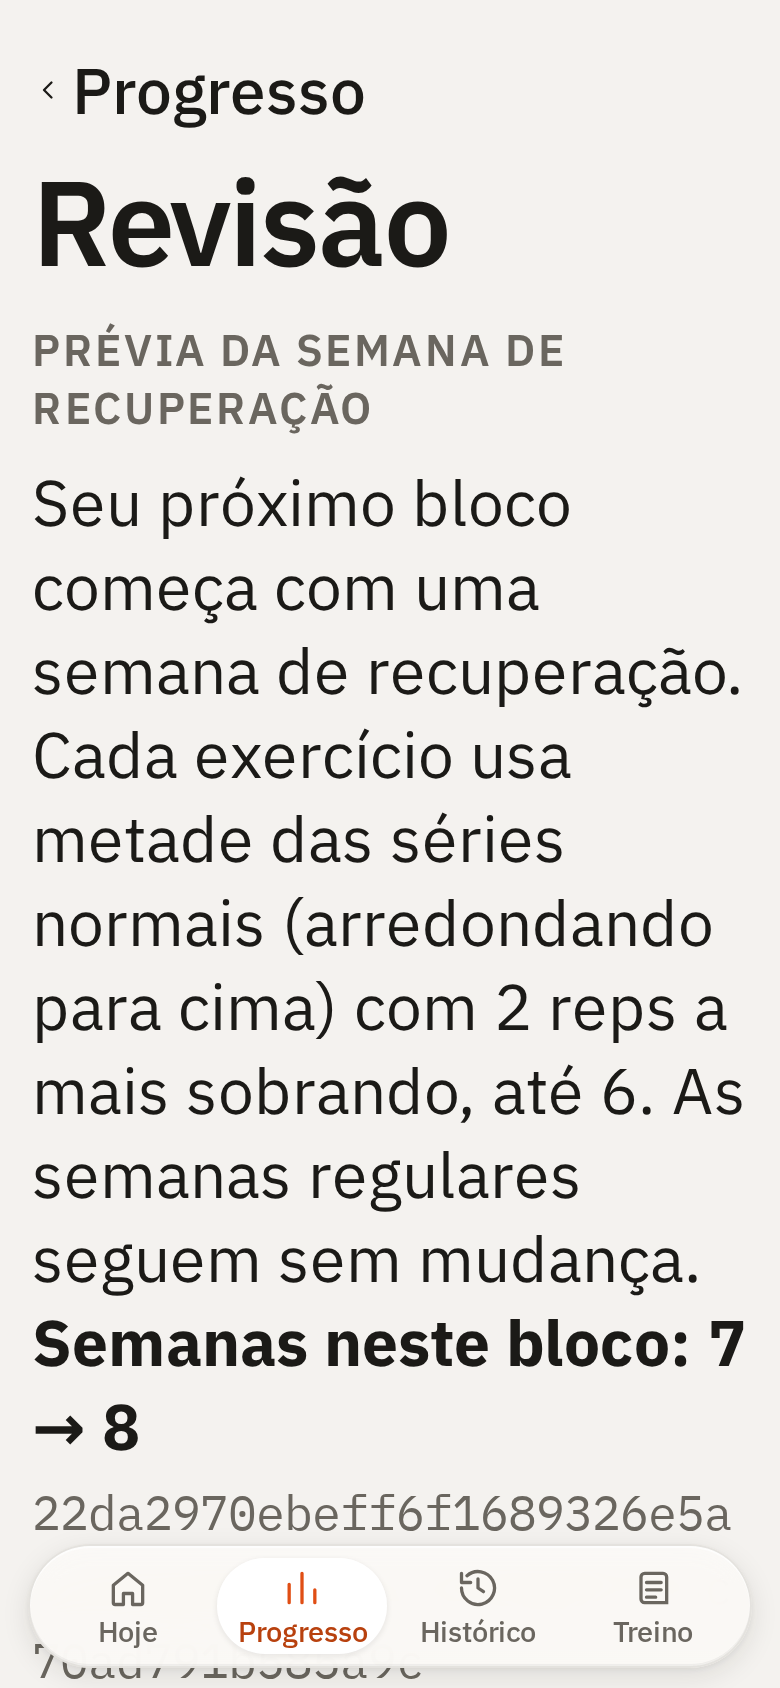 Progresso
Revisão
PRÉVIA DA SEMANA DE
RECUPERAÇÃO
Seu próximo bloco
começa com uma
semana de recuperação.
Cada exercício usa
metade das séries
normais (arredondando
para cima) com 2 reps a
mais sobrando, até 6. As
semanas regulares
seguem sem mudança.
Semanas neste bloco: 7
→ 8
22da2970ebeff6f1689326e5a
Hoje
Progresso
Histórico
Treino